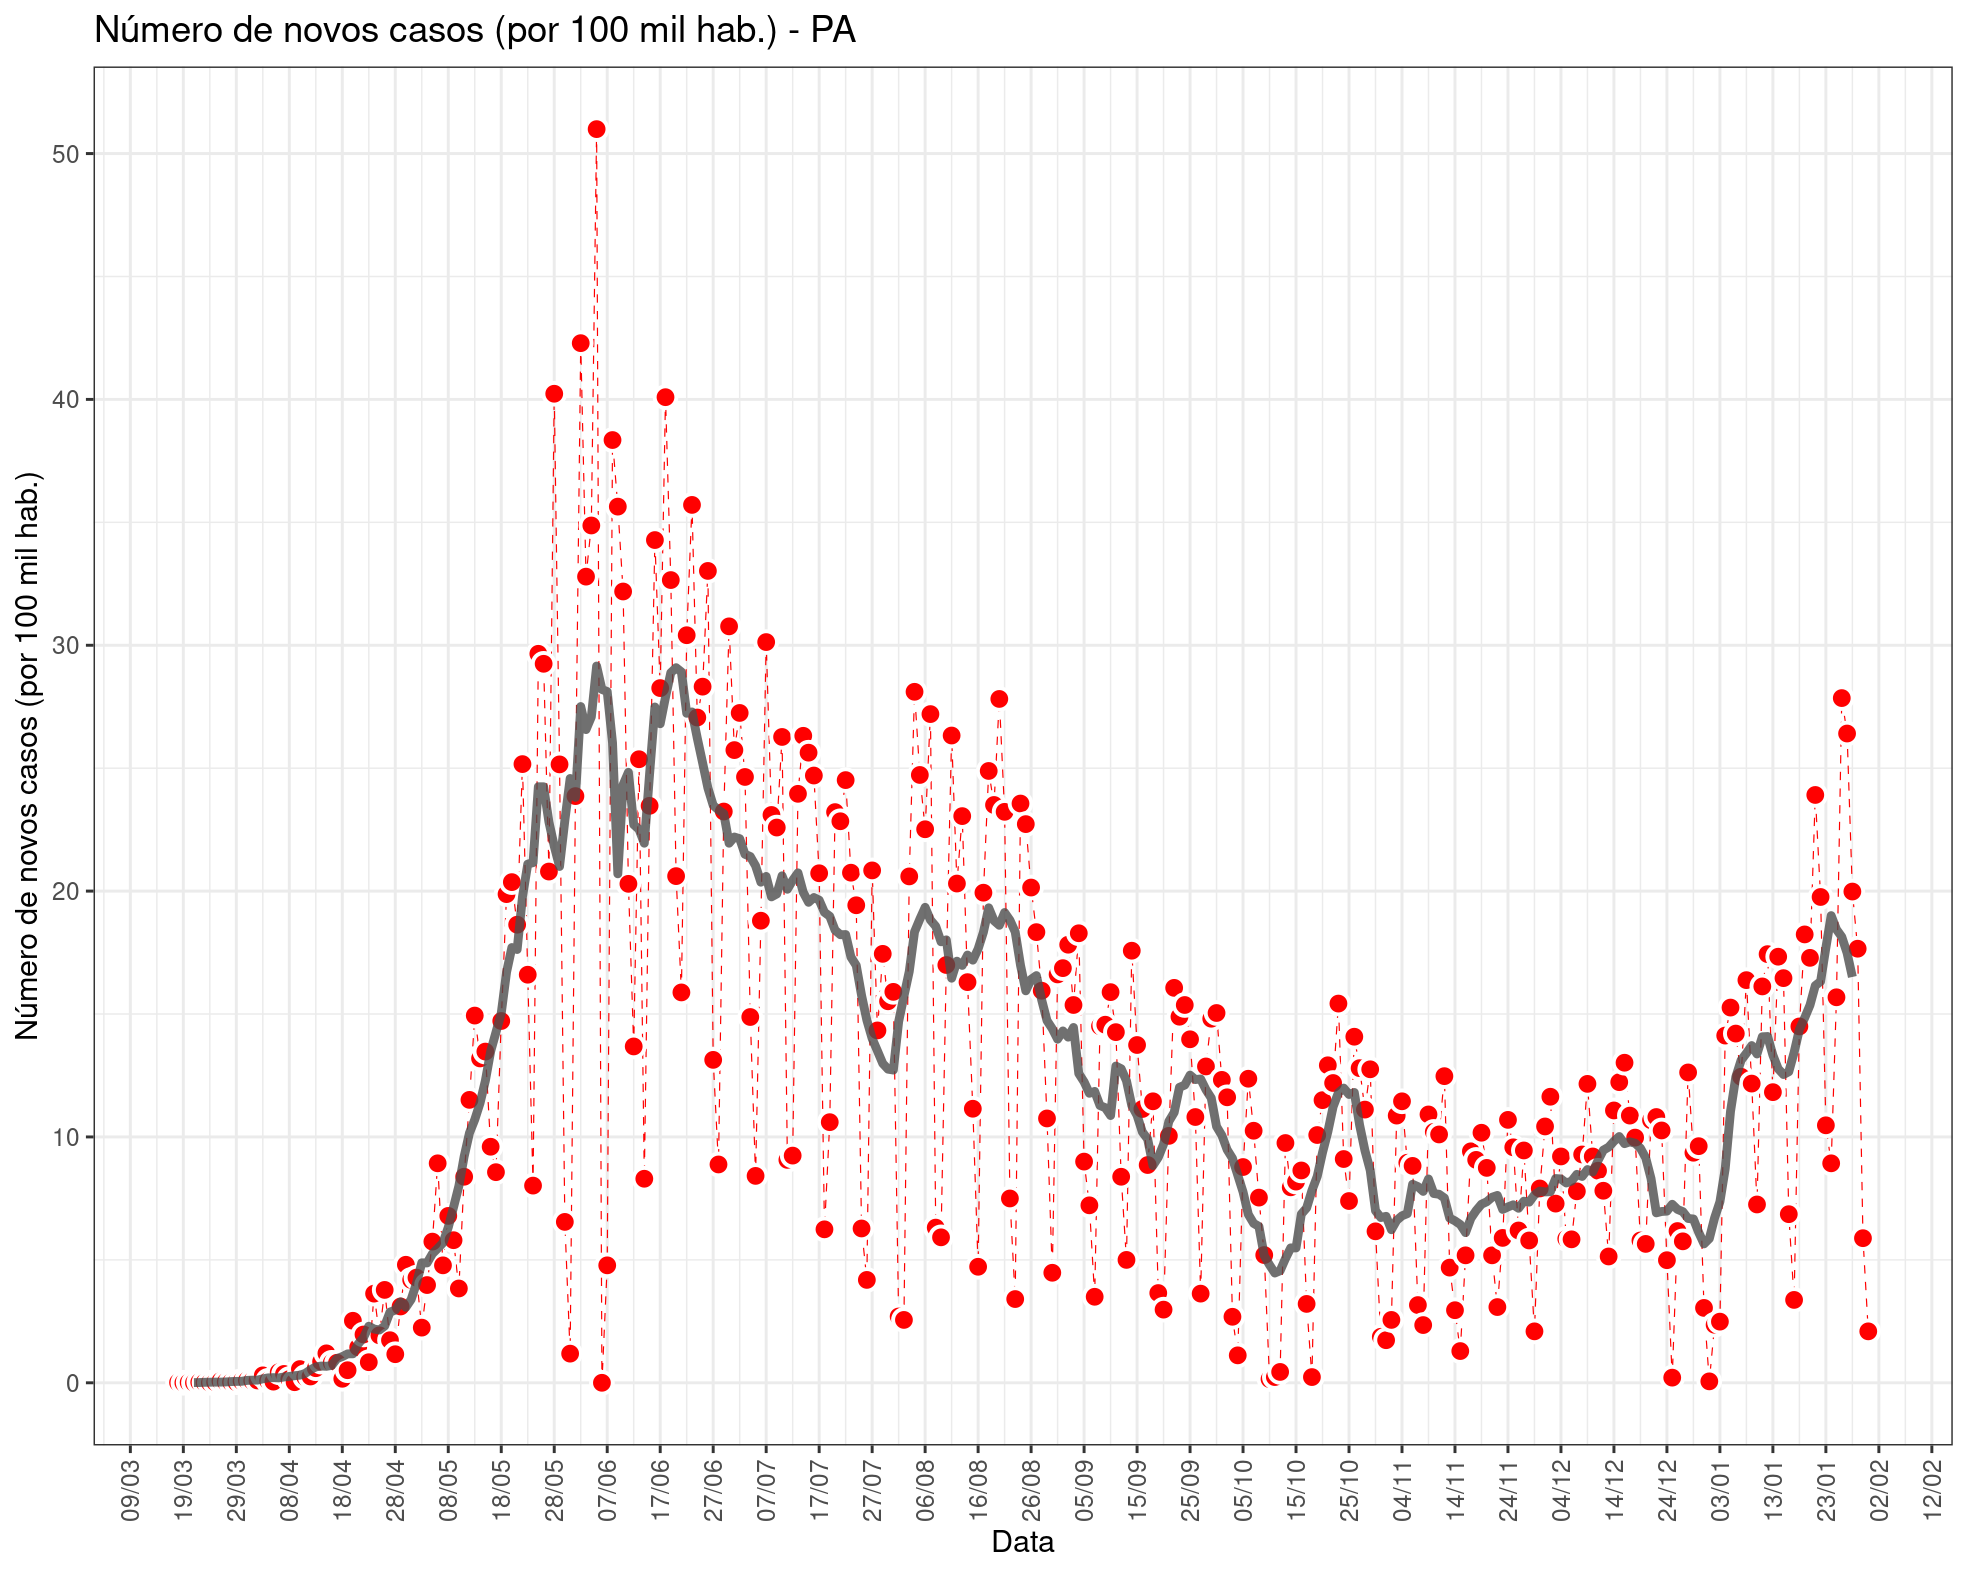 Número de novos casos (por 100 mil hab.) - PA
Número de novos casos (por 100 mil hab.)
50
40
30
20
10
0
09/03 19/03 29/03 08/04 18/04 28/04 08/05 18/05 28/05 07/06 17/06 27/06 07/07 17/07 27/07 06/08 16/08 26/08 05/09 15/09 25/09 05/10 15/10 25/10 04/11 14/11 24/11 04/12 14/12 24/12 03/01 13/01 23/01 02/02 12/02
Data